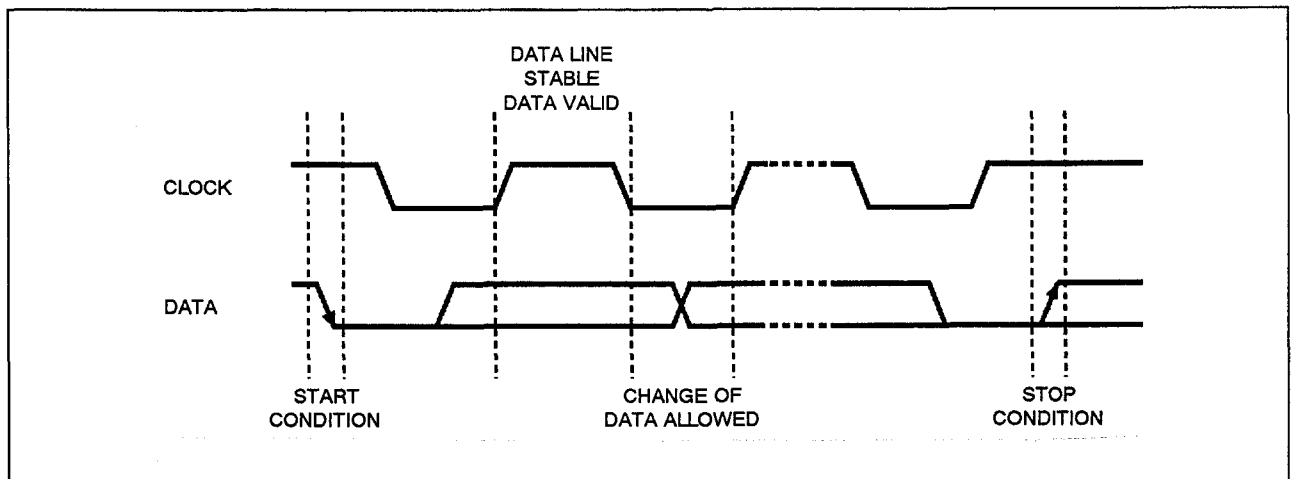 DATA LINE
STABLE
DATA VALID
CLOCK
DATA
START
CONDITION
CHANGE OF
DATA ALLOWED
STOP
CONDITION